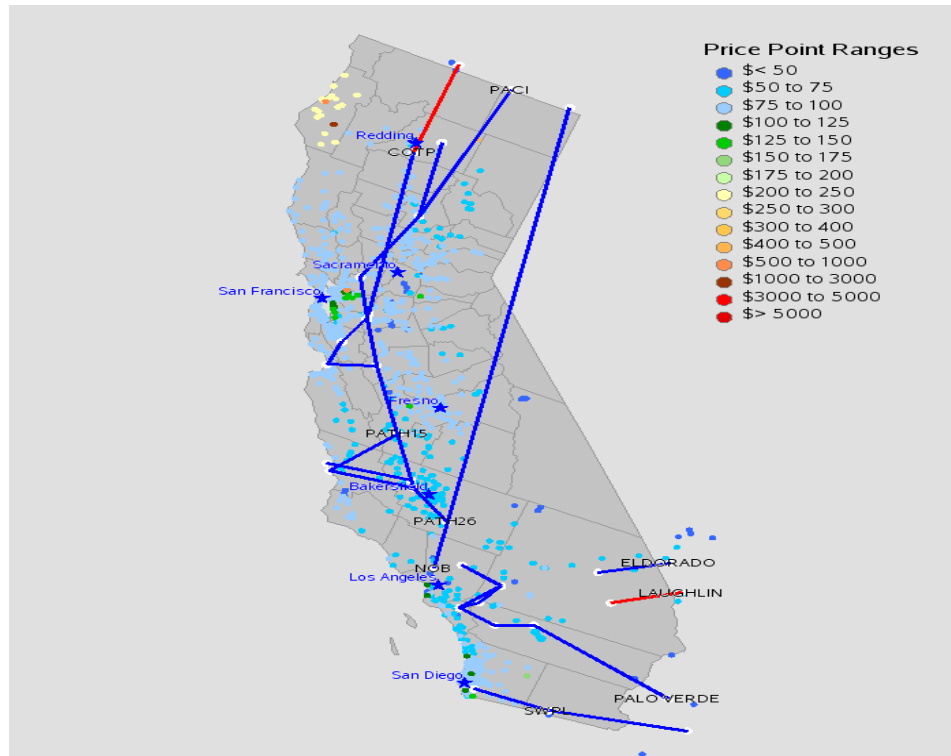 Price Point Ranges
$< 50
$50 to 75
$75 to 100
$100 to 125
$125 to 150
$150 to 175
$175 to 200
$200 to 250
$250 to 300
$300 to 400
$400 to 500
$500 to 1000
$1000 to 3000
$3000 to 5000
$> 5000
PACI
Redding
COTP
Sacramento
San Francisco
Fresno
PATH15
Bakersfield
PATH26
NOB
ELDORADO
Los Angeles
LAUGHLIN
San Diego
PALO VERDE
SWPL